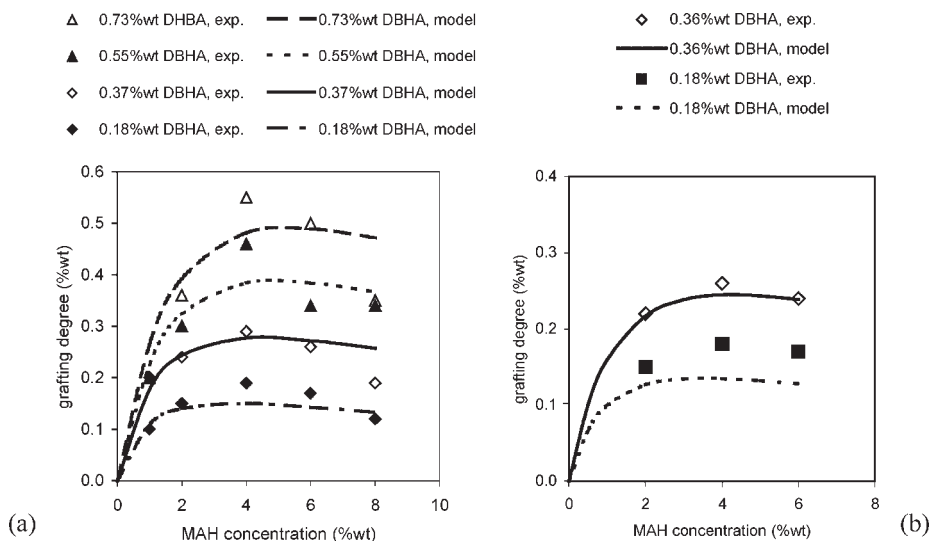 0.73%wt DHBA, exp.
0.73%wt DBHA, model
0.55%wt DBHA, exp.
0.55%wt DBHA, model
0.37%wt DBHA, exp.
0.37%wt DBHA, model
0.18%wt DBHA, exp.
0.18%wt DBHA, model
0.6
0.5
0.4
0.3
0.2
0.1
0.0
grafting degree (%wt)
0 2 4 6 8 10
MAH concentration (%wt)
(a)
0.36%wt DBHA, exp.
0.36%wt DBHA, model
0.18%wt DBHA, exp.
0.18%wt DBHA, model
0.4
0.3
0.2
0.1
0.0
grafting degree (%wt)
0 2 4 6 8
MAH concentration (%wt)
(b)